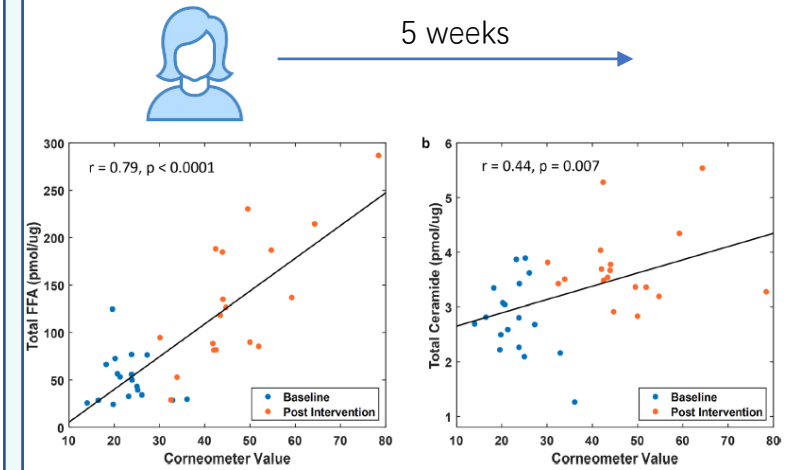 5 weeks
300
250
200
150
100
50
0
Total FFA (pmol/ug)
r = 0.79, p < 0.0001
Baseline
Post Intervention
10 20 30 40 50 60 70 80
Corneometer Value
b
6
5
4
3
2
1
Total Ceramide (pmol/ug)
r = 0.44, p = 0.007
Baseline
Post Intervention
10 20 30 40 50 60 70 80
Corneometer Value